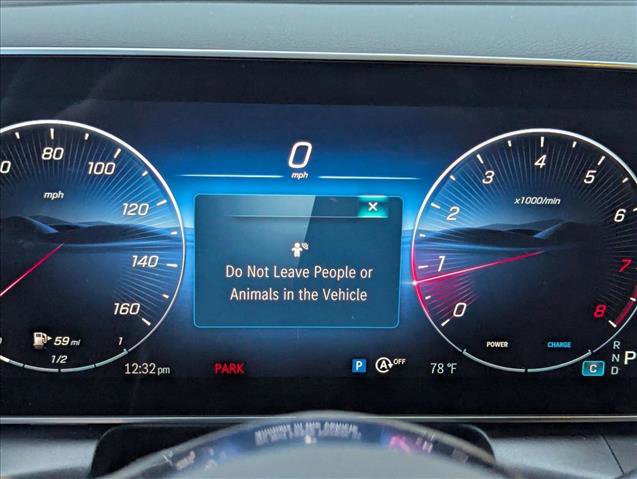 80
100
120
140
160
mph
59 mi
1/2
1
12:32 pm
PARK
0
mph
×
Do Not Leave People or
Animals in the Vehicle
P
A OFF
78 °F
0
1
2
3
4
5
6
7
8
x1000/min
POWER
CHARGE
C
R
N
D
P